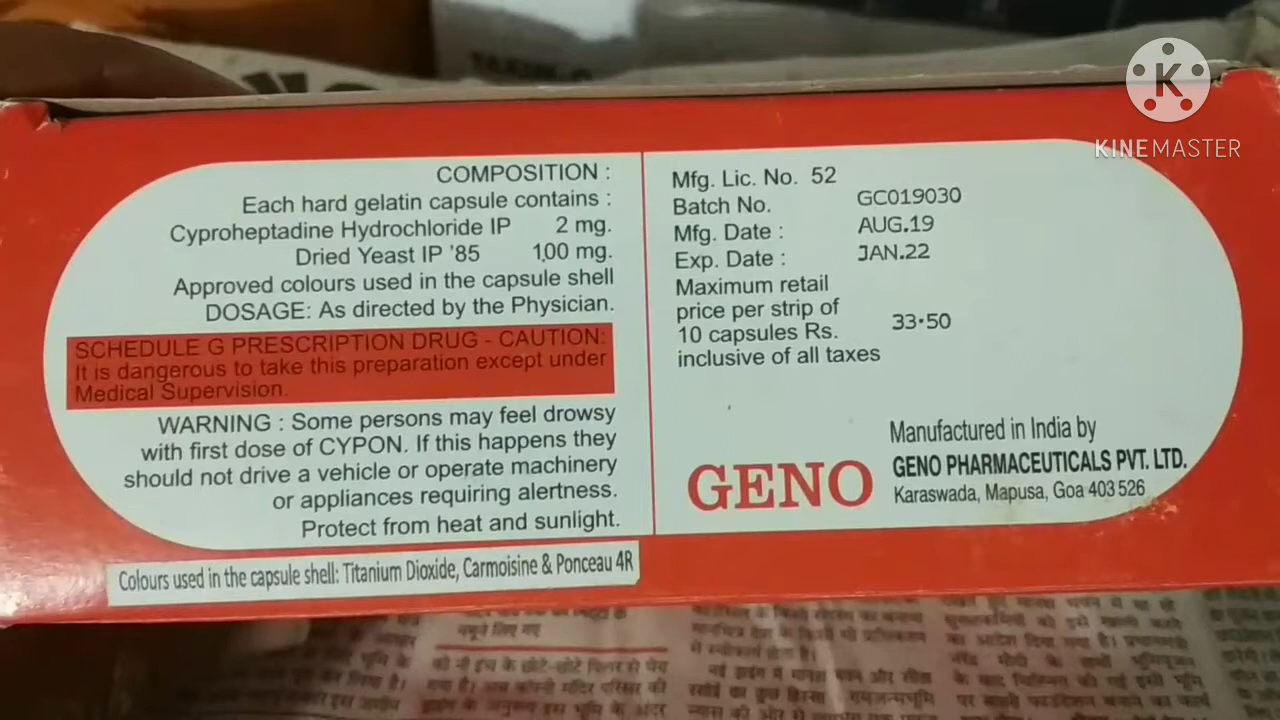 KINEMASTER
COMPOSITION :
Each hard gelatin capsule contains :
Cyproheptadine Hydrochloride IP 2 mg.
Dried Yeast IP '85 100 mg.
Approved colours used in the capsule shell
DOSAGE: As directed by the Physician.
SCHEDULE G PRESCRIPTION DRUG - CAUTION:
It is dangerous to take this preparation except under
Medical Supervision.
WARNING : Some persons may feel drowsy
with first dose of CYPON. If this happens they
should not drive a vehicle or operate machinery
or appliances requiring alertness.
Protect from heat and sunlight.
Colours used in the capsule shell: Titanium Dioxide, Carmoisine & Ponceau 4R
Mfg. Lic. No. 52
Batch No. GC019030
Mfg. Date : AUG.19
Exp. Date : JAN.22
Maximum retail
price per strip of
10 capsules Rs. 33.50
inclusive of all taxes
GENO
Manufactured in India by
GENO PHARMACEUTICALS PVT. LTD.
Karaswada, Mapusa, Goa 403 526
नमूने लिए गए
को नौ इंच के छोटे-छोटे